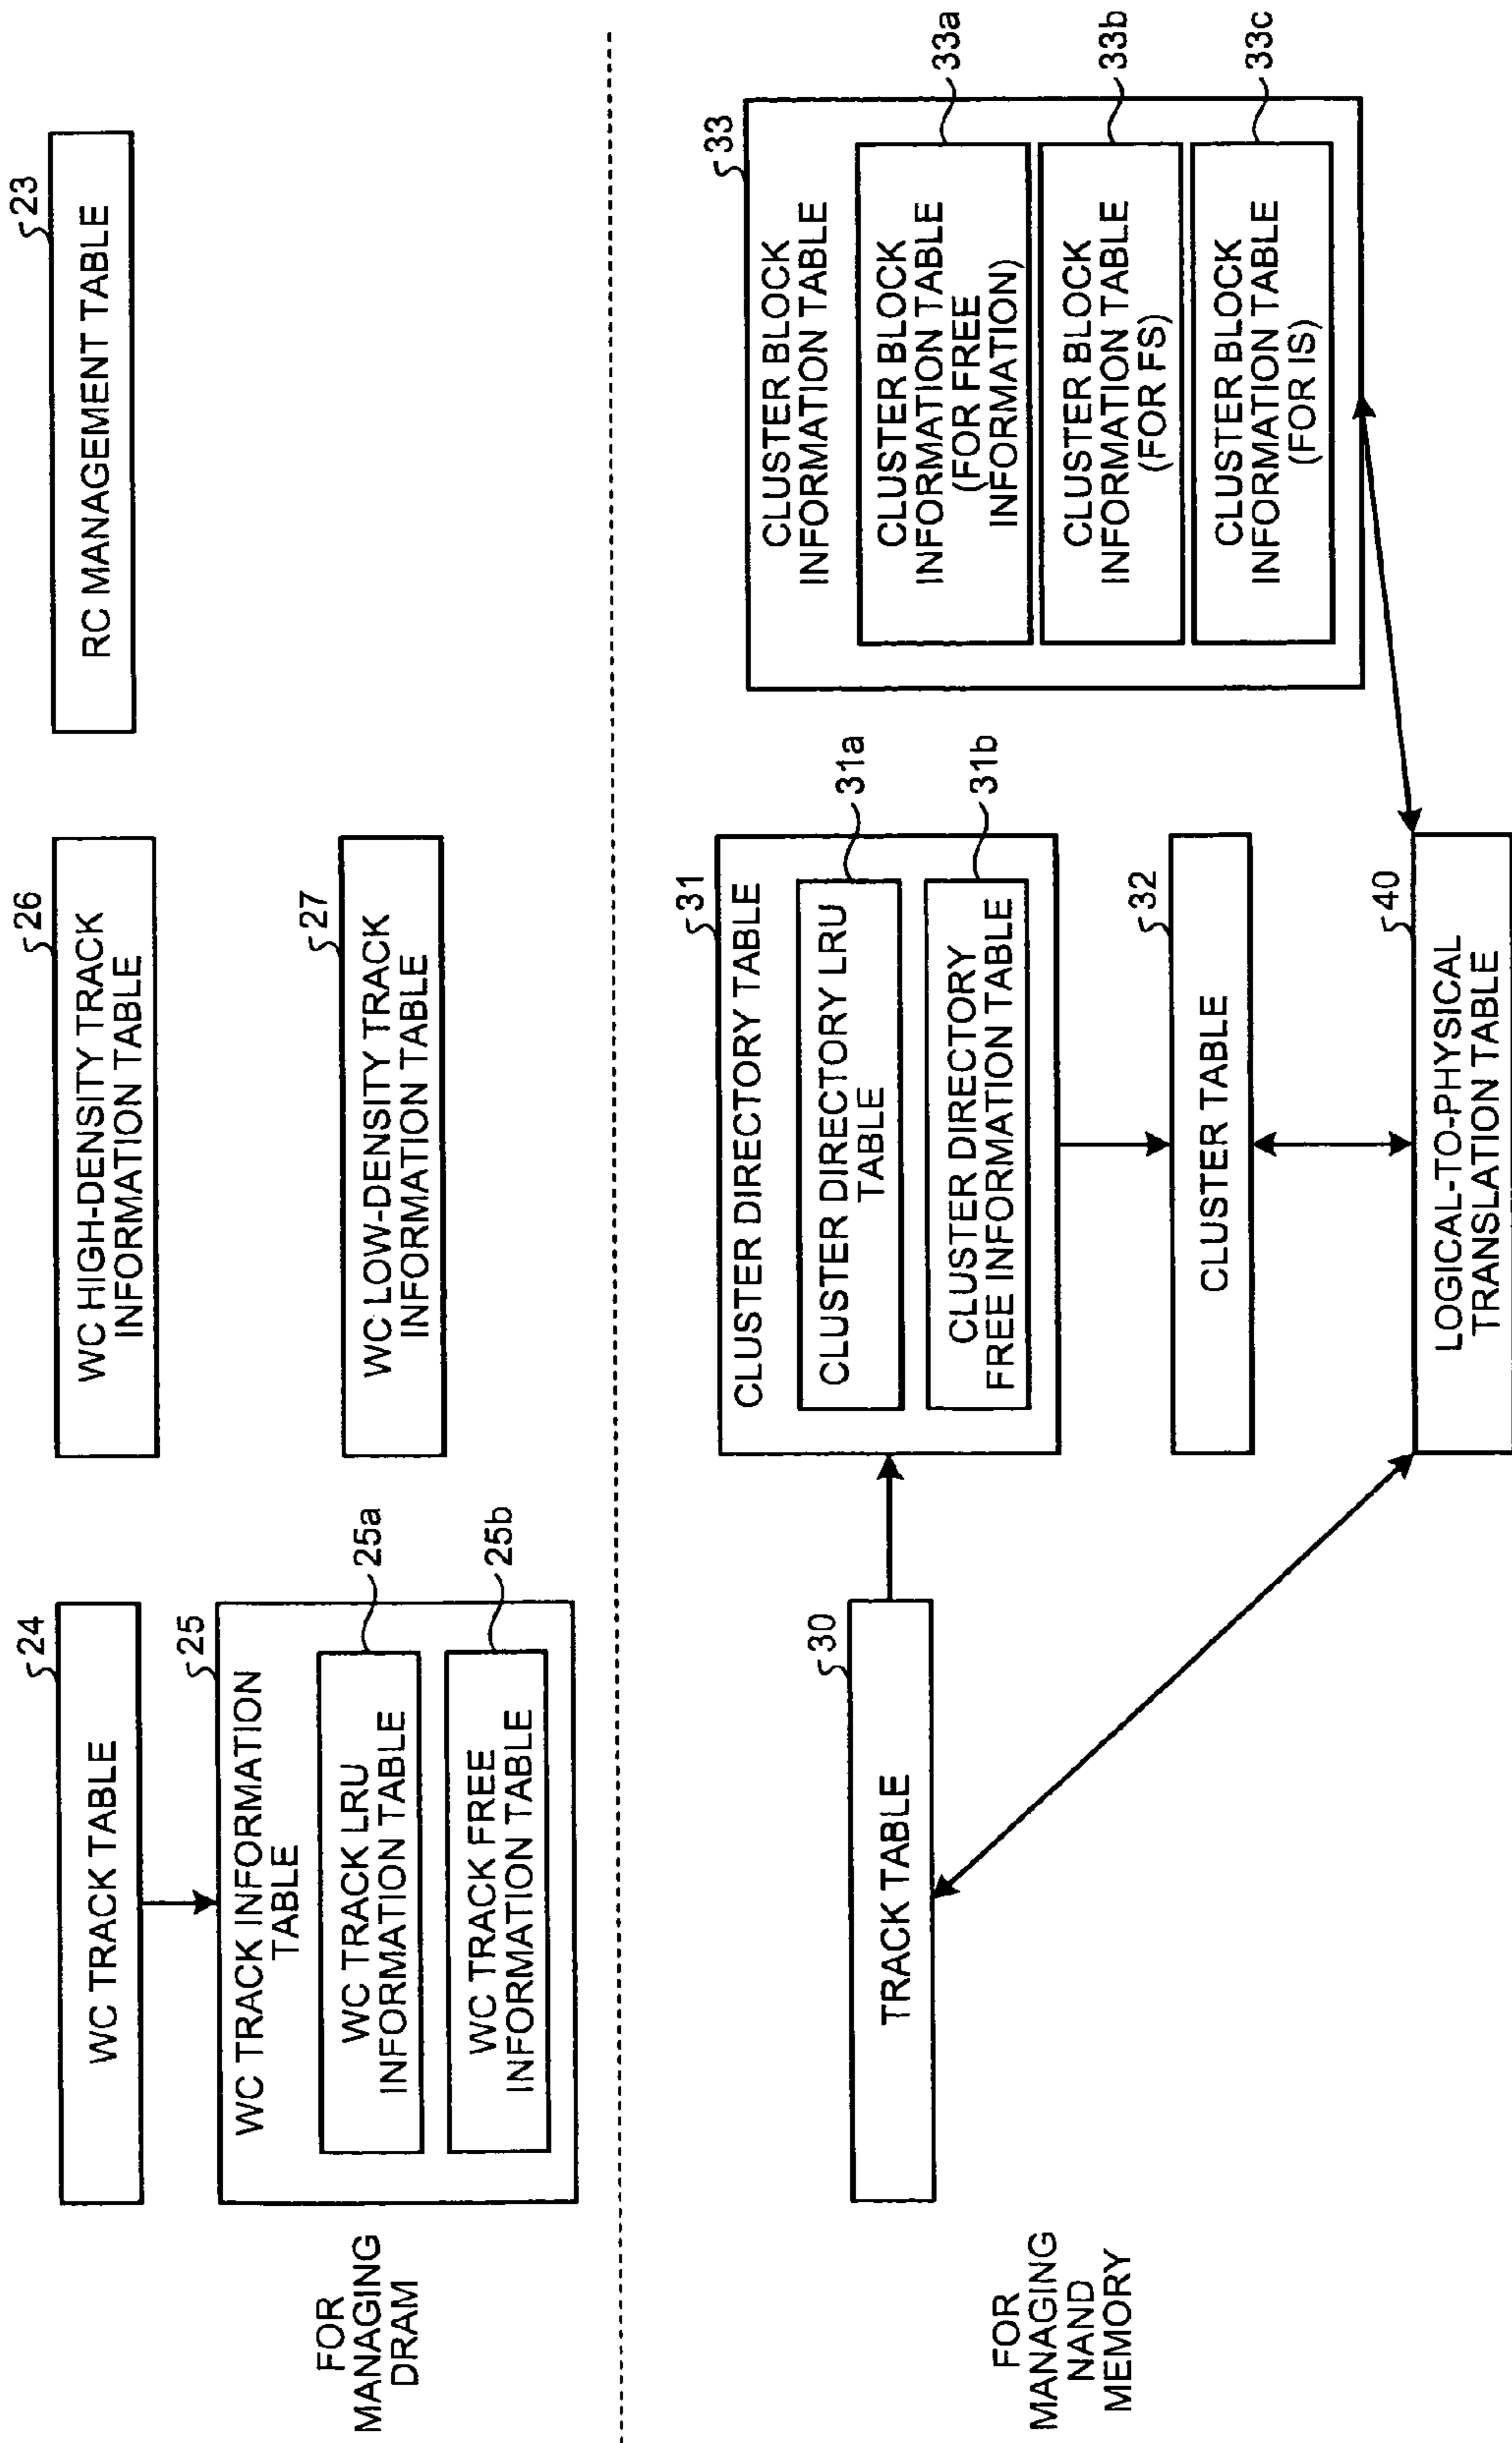 FOR
MANAGING
DRAM
24
WC TRACK TABLE
25
WC TRACK INFORMATION
TABLE
WC TRACK LRU
INFORMATION TABLE
25a
WC TRACK FREE
INFORMATION TABLE
25b
26
WC HIGH-DENSITY TRACK
INFORMATION TABLE
27
WC LOW-DENSITY TRACK
INFORMATION TABLE
23
RC MANAGEMENT TABLE
FOR
MANAGING
NAND
MEMORY
30
TRACK TABLE
31
CLUSTER DIRECTORY TABLE
CLUSTER DIRECTORY LRU
TABLE
31a
CLUSTER DIRECTORY
FREE INFORMATION TABLE
31b
32
CLUSTER TABLE
40
LOGICAL-TO-PHYSICAL
TRANSLATION TABLE
33
CLUSTER BLOCK
INFORMATION TABLE
CLUSTER BLOCK
INFORMATION TABLE
(FOR FREE
INFORMATION)
33a
CLUSTER BLOCK
INFORMATION TABLE
(FOR FS)
33b
CLUSTER BLOCK
INFORMATION TABLE
(FOR IS)
33c